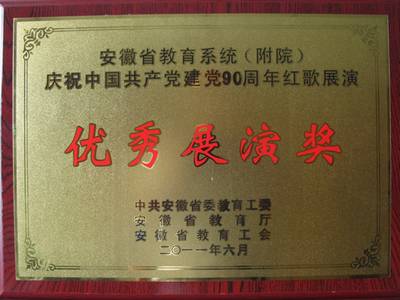 安徽省教育系统（附院）
庆祝中国共产党建党90周年红歌展演
优秀展演奖
中共安徽省委教育工委
安徽省教育厅
安徽省教育工会
二〇一一年六月